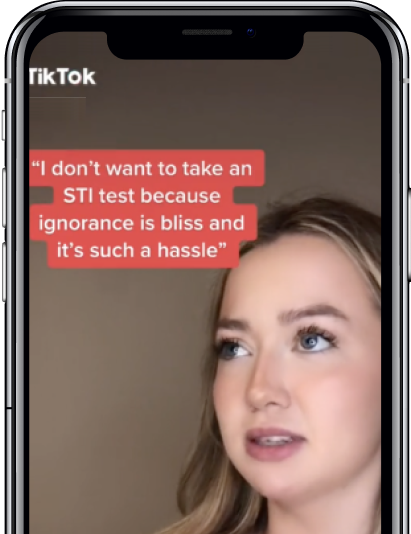 TikTok
“I don’t want to take an
STI test because
ignorance is bliss and
it’s such a hassle”